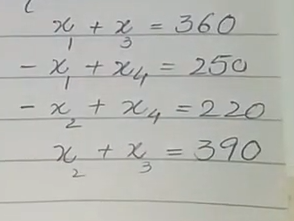 x₁ + x₃ = 360
- x₁ + x₄ = 250
- x₂ + x₄ = 220
x₂ + x₃ = 390